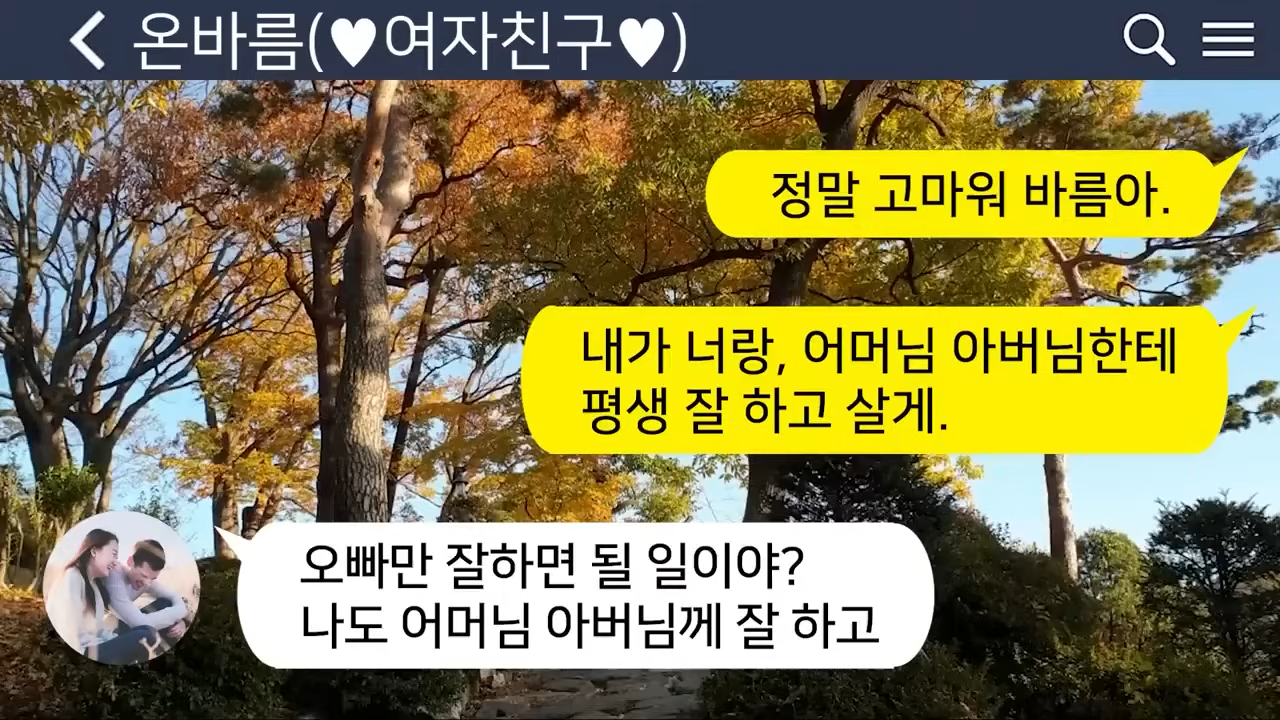 온바름(♥여자친구♥)
정말 고마워 바름아.
내가 너랑, 어머님 아버님한테
평생 잘 하고 살게.
오빠만 잘하면 될 일이야?
나도 어머님 아버님께 잘 하고